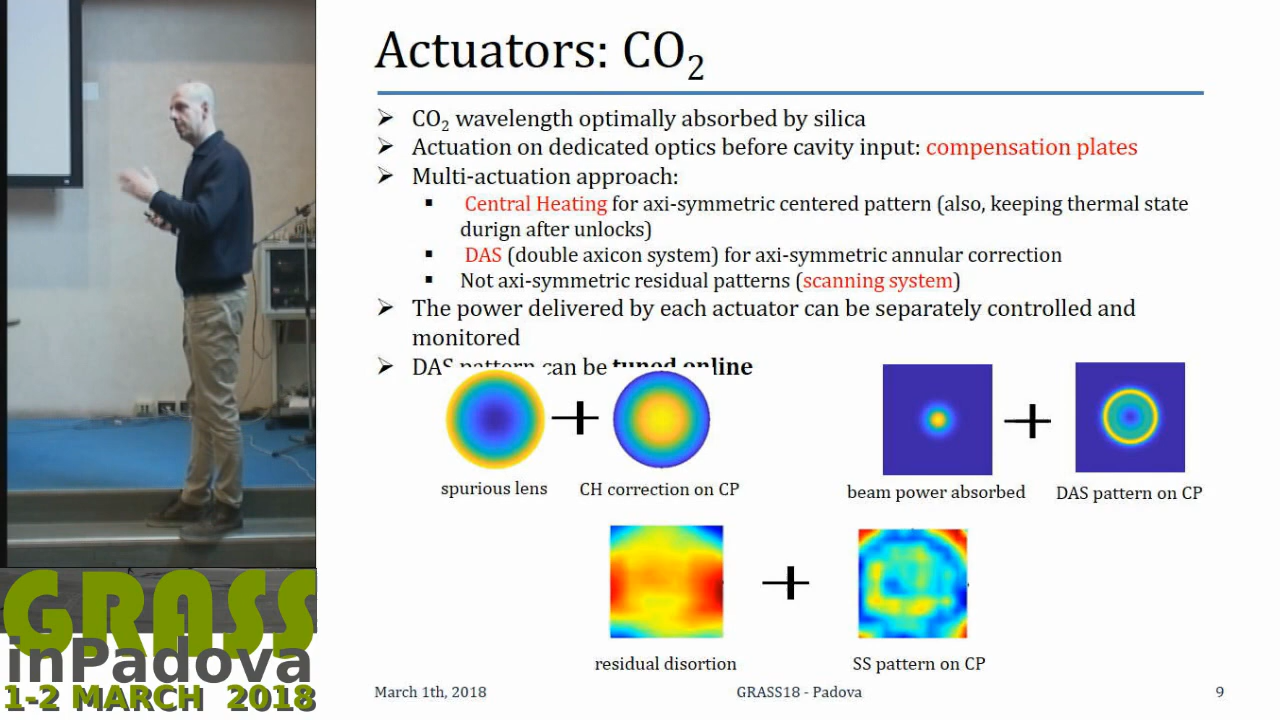 Actuators: CO2
➢ CO2 wavelength optimally absorbed by silica
➢ Actuation on dedicated optics before cavity input: compensation plates
➢ Multi-actuation approach:
▪ Central Heating for axi-symmetric centered pattern (also, keeping thermal state
durign after unlocks)
▪ DAS (double axicon system) for axi-symmetric annular correction
▪ Not axi-symmetric residual patterns (scanning system)
➢ The power delivered by each actuator can be separately controlled and
monitored
➢ DAS pattern can be tuned online
spurious lens
CH correction on CP
beam power absorbed
DAS pattern on CP
residual disortion
SS pattern on CP
March 1th, 2018
GRASS18 - Padova
9
GRASS
inPadova
1-2 MARCH 2018